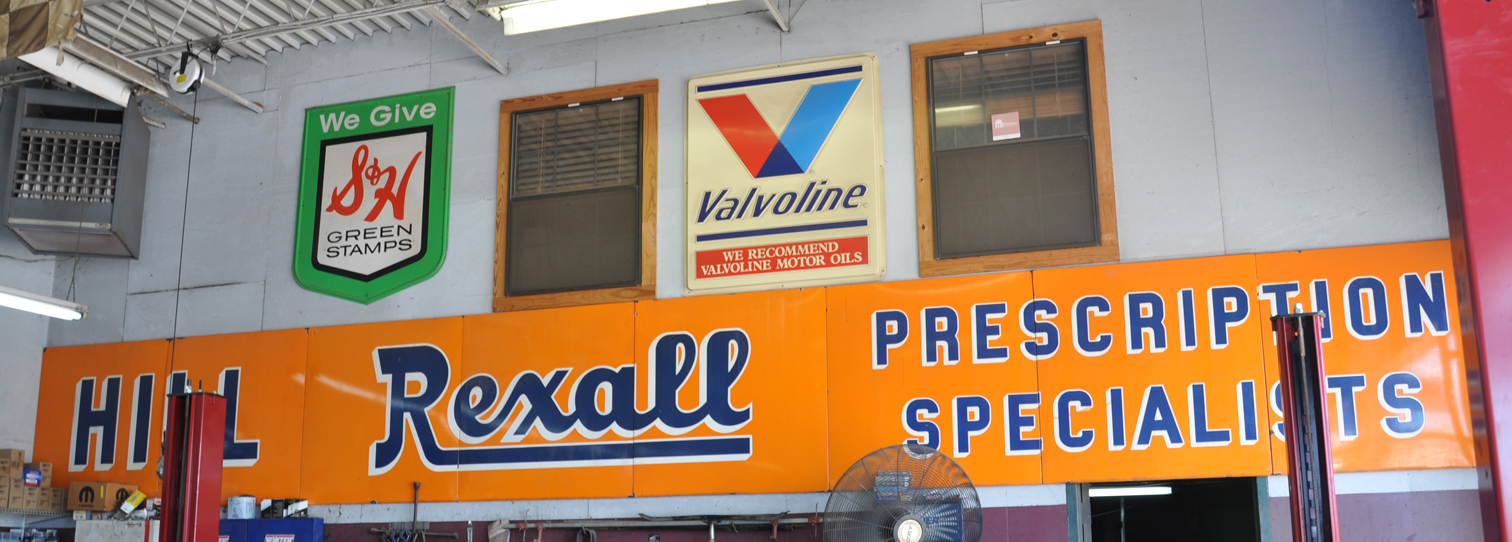 We Give
S&H
GREEN
STAMPS
Valvoline
WE RECOMMEND
VALVOLINE MOTOR OILS
HILL
Rexall
PRESCRIPTION
SPECIALISTS